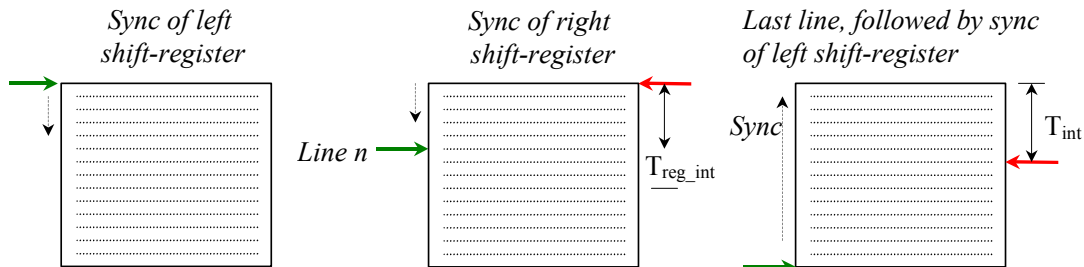 Sync of left
shift-register
Sync of right
shift-register
Last line, followed by sync
of left shift-register
Line n
T_reg_int
Sync
T_int